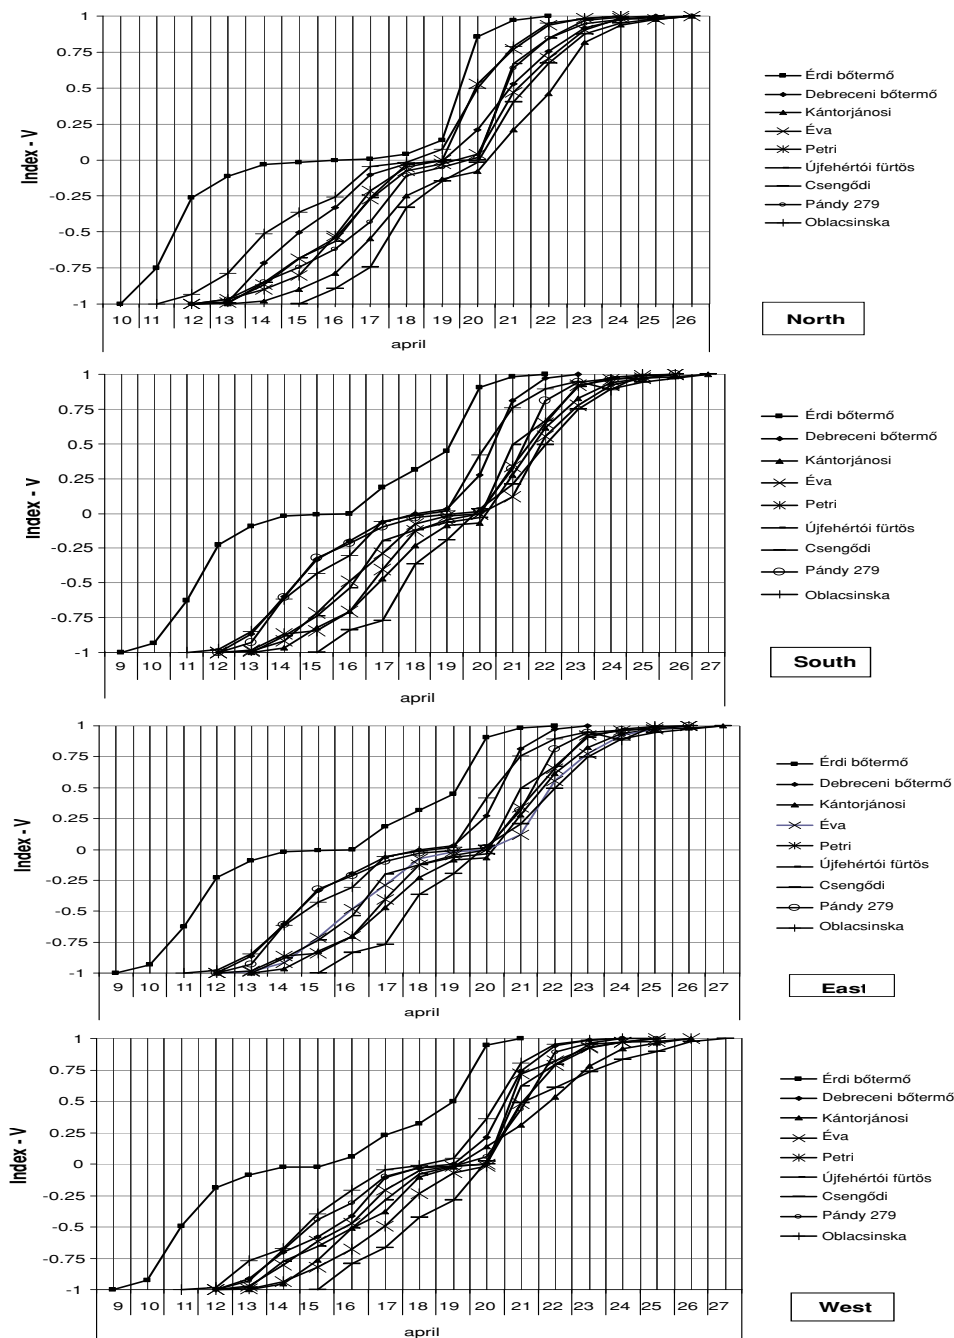 1
0.75
0.5
0.25
0
-0.25
-0.5
-0.75
-1
Index - V
10 11 12 13 14 15 16 17 18 19 20 21 22 23 24 25 26
april
Érdi bőtermő
Debreceni bőtermő
Kántorjánosi
Éva
Petri
Újfehértói fürtös
Csengődi
Pándy 279
Oblacsinska
North
1
0.75
0.5
0.25
0
-0.25
-0.5
-0.75
-1
Index - V
9 10 11 12 13 14 15 16 17 18 19 20 21 22 23 24 25 26 27
april
Érdi bőtermő
Debreceni bőtermő
Kántorjánosi
Éva
Petri
Újfehértói fürtös
Csengődi
Pándy 279
Oblacsinska
South
1
0.75
0.5
0.25
0
-0.25
-0.5
-0.75
-1
Index - V
9 10 11 12 13 14 15 16 17 18 19 20 21 22 23 24 25 26 27
april
Érdi bőtermő
Debreceni bőtermő
Kántorjánosi
Éva
Petri
Újfehértói fürtös
Csengődi
Pándy 279
Oblacsinska
East
1
0.75
0.5
0.25
0
-0.25
-0.5
-0.75
-1
Index - V
9 10 11 12 13 14 15 16 17 18 19 20 21 22 23 24 25 26 27
april
Érdi bőtermő
Debreceni bőtermő
Kántorjánosi
Éva
Petri
Újfehértói fürtös
Csengődi
Pándy 279
Oblacsinska
West